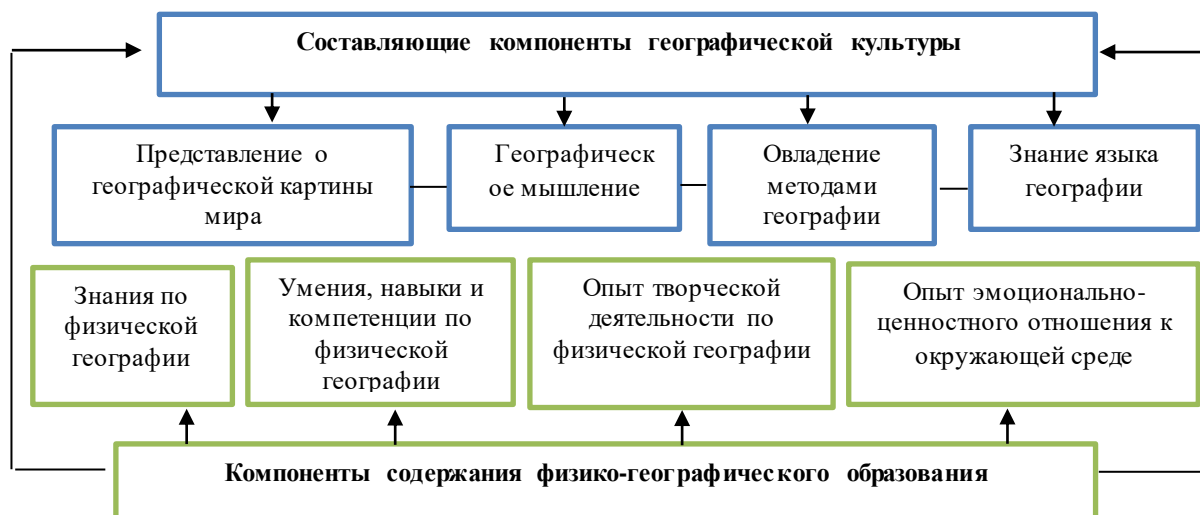 Составляющие компоненты географической культуры
Представление о
географической картины
мира
Географическ
ое мышление
Овладение
методами
географии
Знание языка
географии
Знания по
физической
географии
Умения, навыки и
компетенции по
физической
географии
Опыт творческой
деятельности по
физической географии
Опыт эмоционально-
ценностного отношения к
окружающей среде
Компоненты содержания физико-географического образования